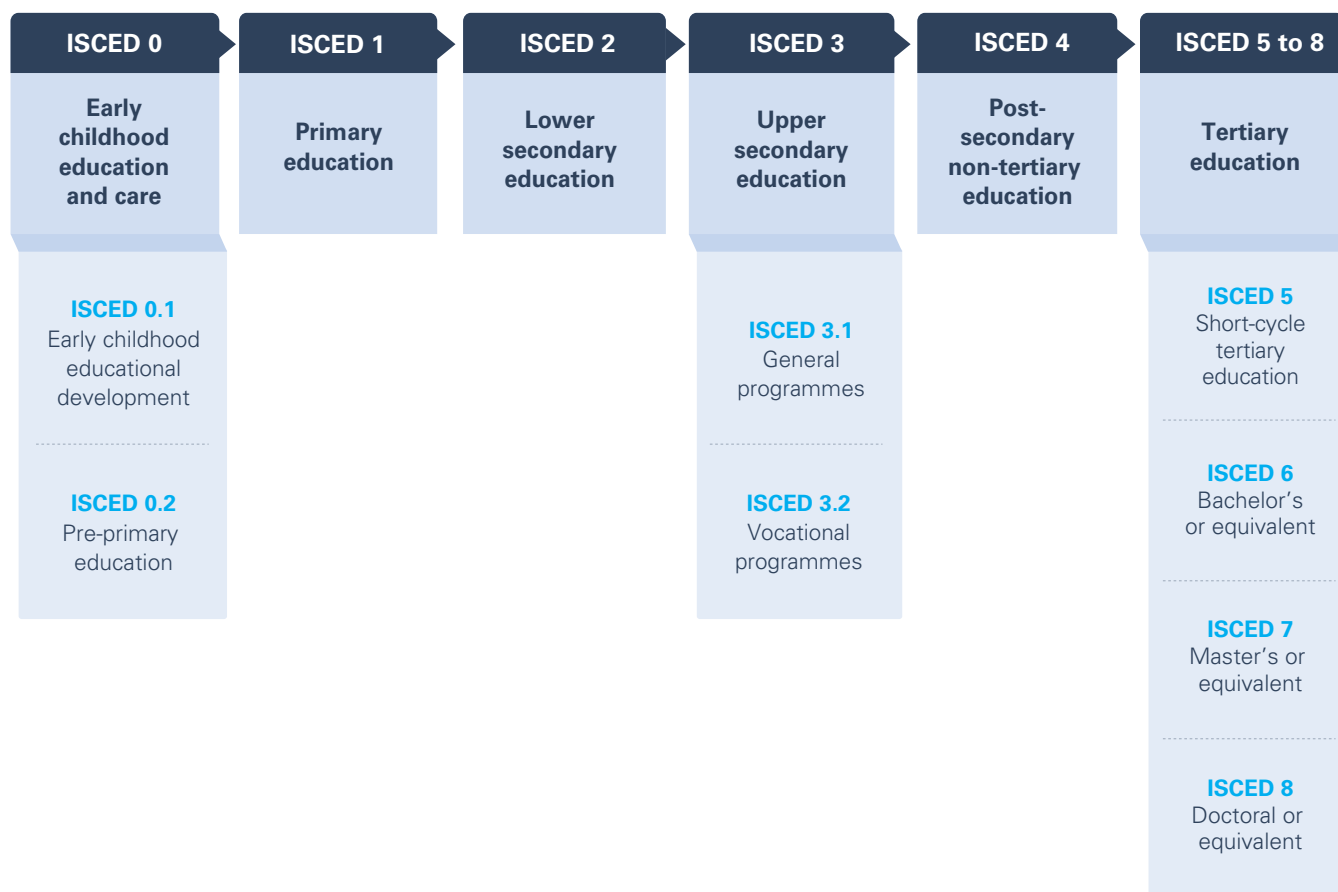 ISCED 0
Early
childhood
education
and care
ISCED 0.1
Early childhood
educational
development
ISCED 0.2
Pre-primary
education
ISCED 1
Primary
education
ISCED 2
Lower
secondary
education
ISCED 3
Upper
secondary
education
ISCED 3.1
General
programmes
ISCED 3.2
Vocational
programmes
ISCED 4
Post-
secondary
non-tertiary
education
ISCED 5 to 8
Tertiary
education
ISCED 5
Short-cycle
tertiary
education
ISCED 6
Bachelor’s
or equivalent
ISCED 7
Master’s or
equivalent
ISCED 8
Doctoral or
equivalent